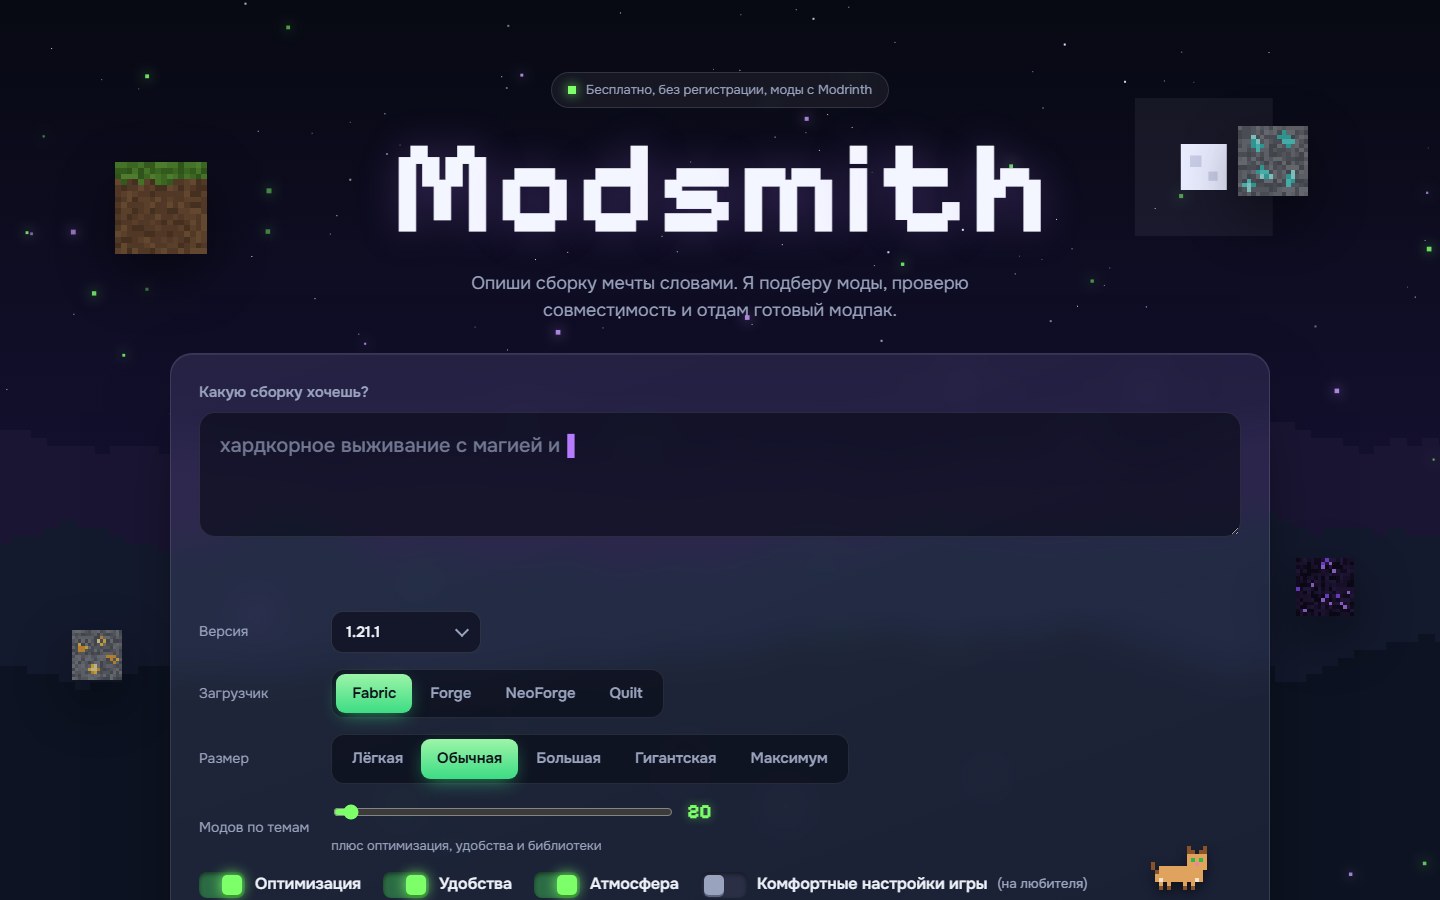 Бесплатно, без регистрации, моды с Modrinth
Modsmith
Опиши сборку мечты словами. Я подберу моды, проверю
совместимость и отдам готовый модпак.
Какую сборку хочешь?
хардкорное выживание с магией и
Версия
1.21.1
Загрузчик
Fabric Forge NeoForge Quilt
Размер
Лёгкая Обычная Большая Гигантская Максимум
Модов по темам
20
плюс оптимизация, удобства и библиотеки
Оптимизация Удобства Атмосфера Комфортные настройки игры (на любителя)